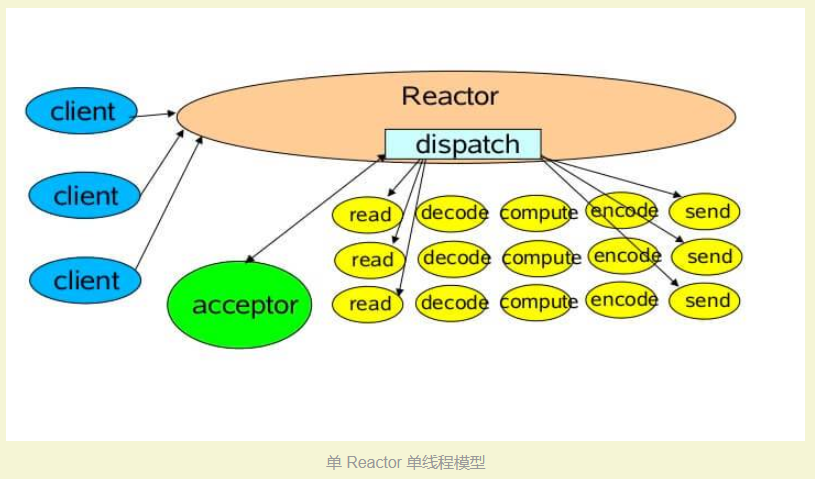 Reactor
client
dispatch
client
read decode compute encode send
read decode compute encode send
client
acceptor
read decode compute encode send
单 Reactor 单线程模型